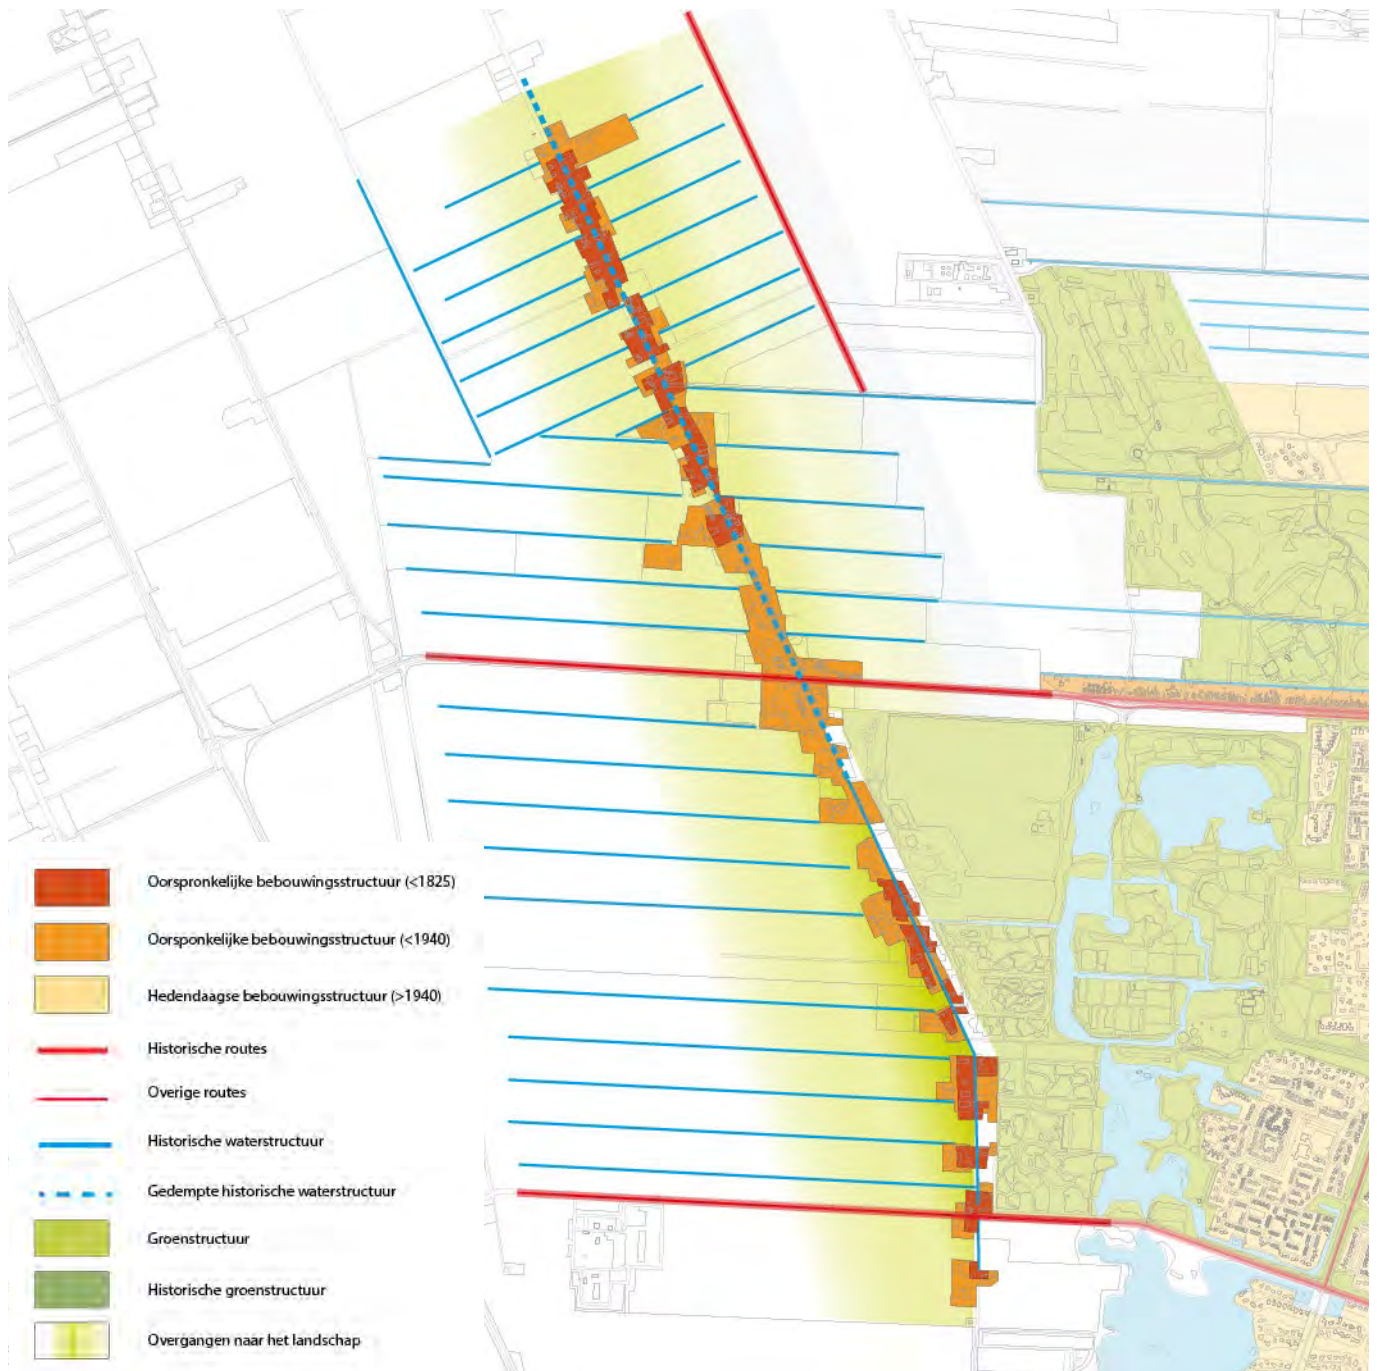 Oorspronkelijke bebouwingsstructuur (<1825)
Oorsponkelijke bebouwingsstructuur (<1940)
Hedendaagse bebouwingsstructuur (>1940)
Historische routes
Overige routes
Historische waterstructuur
Gedempte historische waterstructuur
Groenstructuur
Historische groenstructuur
Overgangen naar het landschap